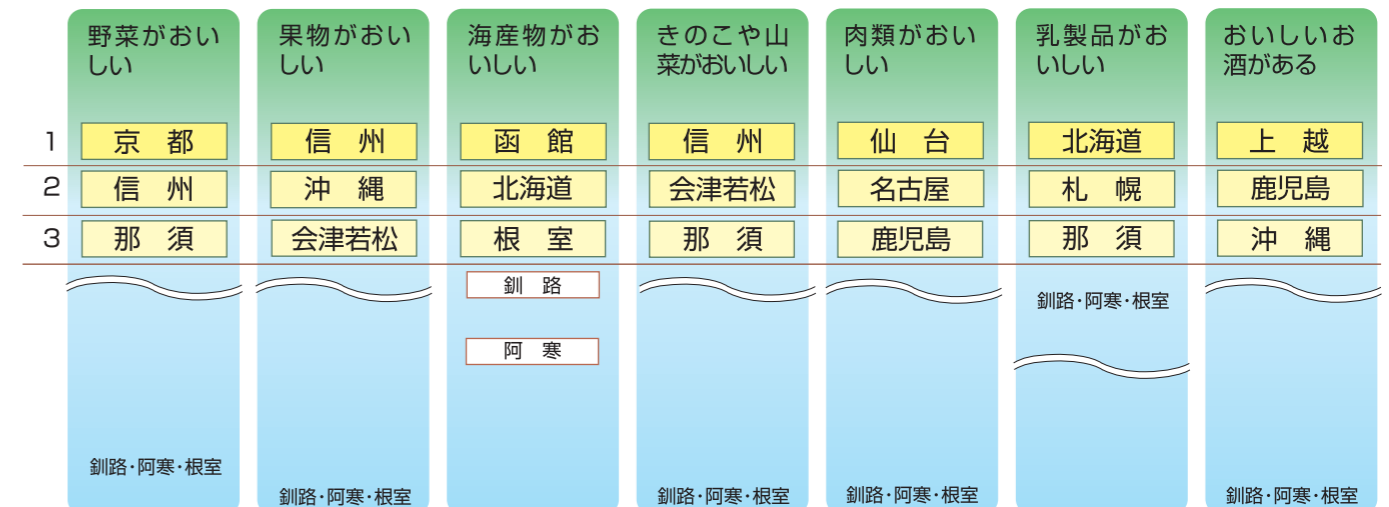 野菜がおい
しい
果物がおい
しい
海産物がお
いしい
きのこや山
菜がおいしい
肉類がおい
しい
乳製品がお
いしい
おいしいお
酒がある
1
京都
信州
函館
信州
仙台
北海道
上越
2
信州
沖縄
北海道
会津若松
名古屋
札幌
鹿児島
3
那須
会津若松
根室
那須
鹿児島
那須
沖縄
釧路
釧路・阿寒・根室
阿寒
釧路・阿寒・根室
釧路・阿寒・根室
釧路・阿寒・根室
釧路・阿寒・根室
釧路・阿寒・根室